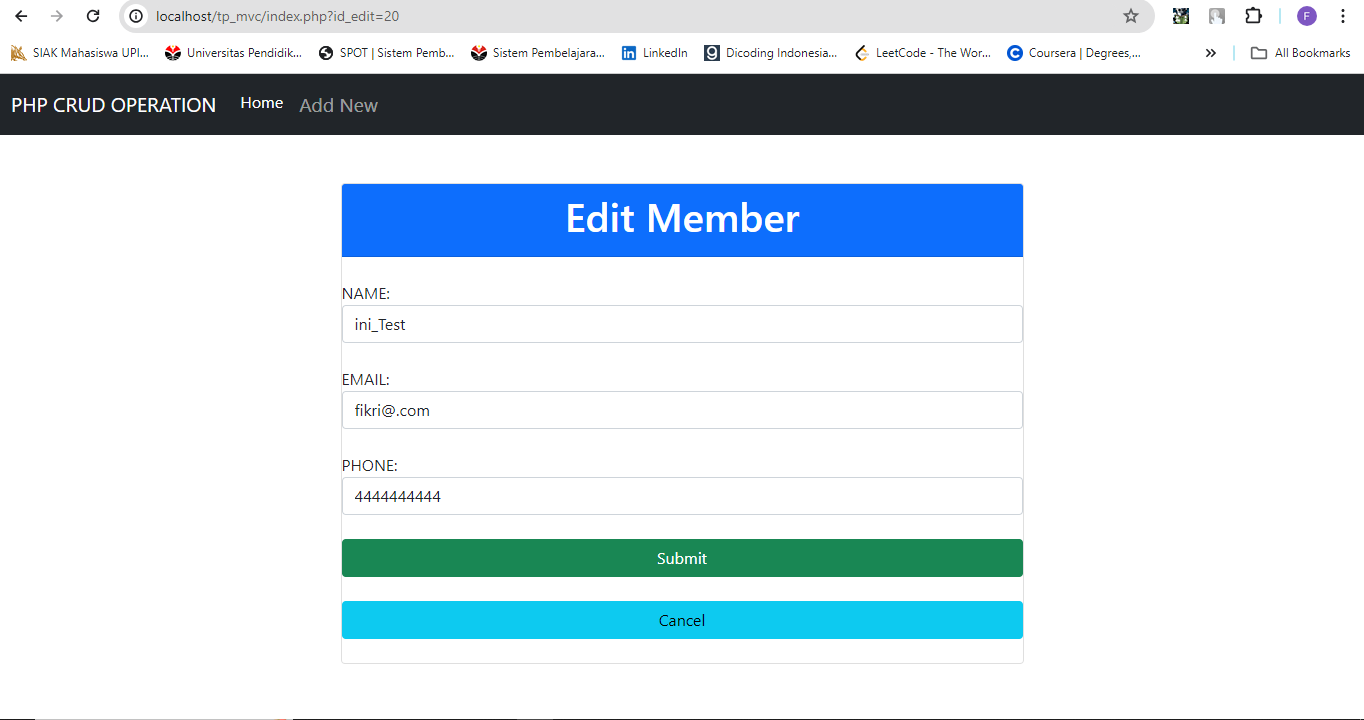 localhost/tp_mvc/index.php?id_edit=20
F
SIAK Mahasiswa UPI... Universitas Pendidik... SPOT | Sistem Pemb... Sistem Pembelajara... LinkedIn Dicoding Indonesia... LeetCode - The Wor... Coursera | Degrees,... » All Bookmarks
PHP CRUD OPERATION Home Add New
Edit Member
NAME:
ini_Test
EMAIL:
fikri@.com
PHONE:
4444444444
Submit
Cancel